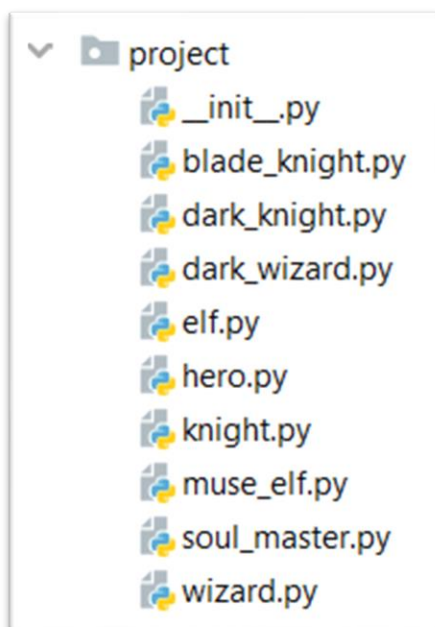 project
__init__.py
blade_knight.py
dark_knight.py
dark_wizard.py
elf.py
hero.py
knight.py
muse_elf.py
soul_master.py
wizard.py